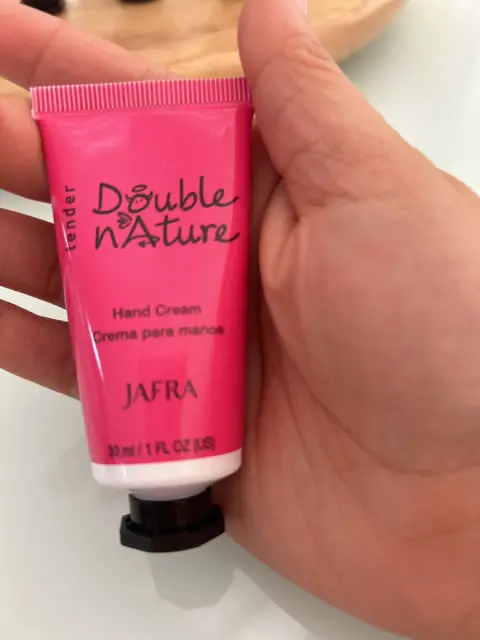 tender
Double
nAture
Hand Cream
Crema para manos
JAFRA
30 ml / 1 FL OZ (US)